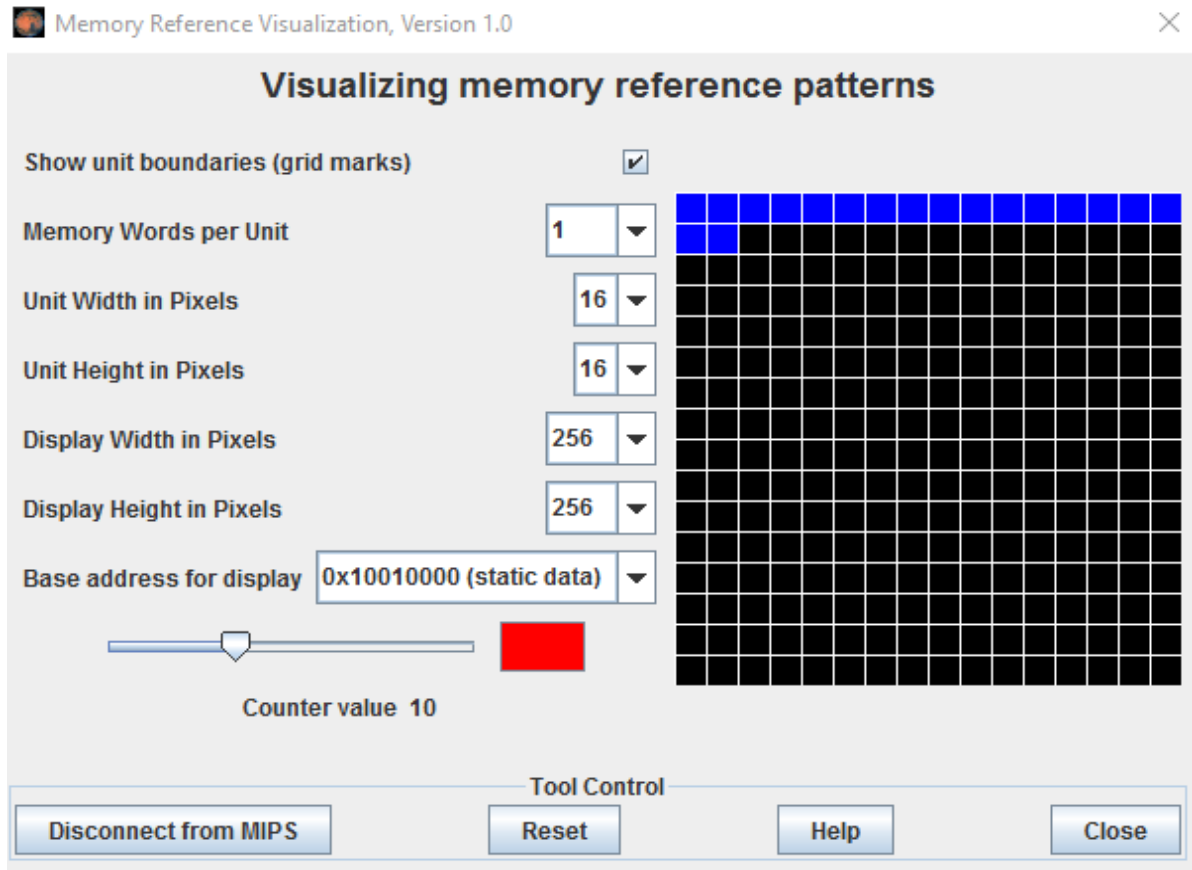 Memory Reference Visualization, Version 1.0
Visualizing memory reference patterns
Show unit boundaries (grid marks)
Memory Words per Unit 1
Unit Width in Pixels 16
Unit Height in Pixels 16
Display Width in Pixels 256
Display Height in Pixels 256
Base address for display 0x10010000 (static data)
Counter value 10
Tool Control
Disconnect from MIPS Reset Help Close